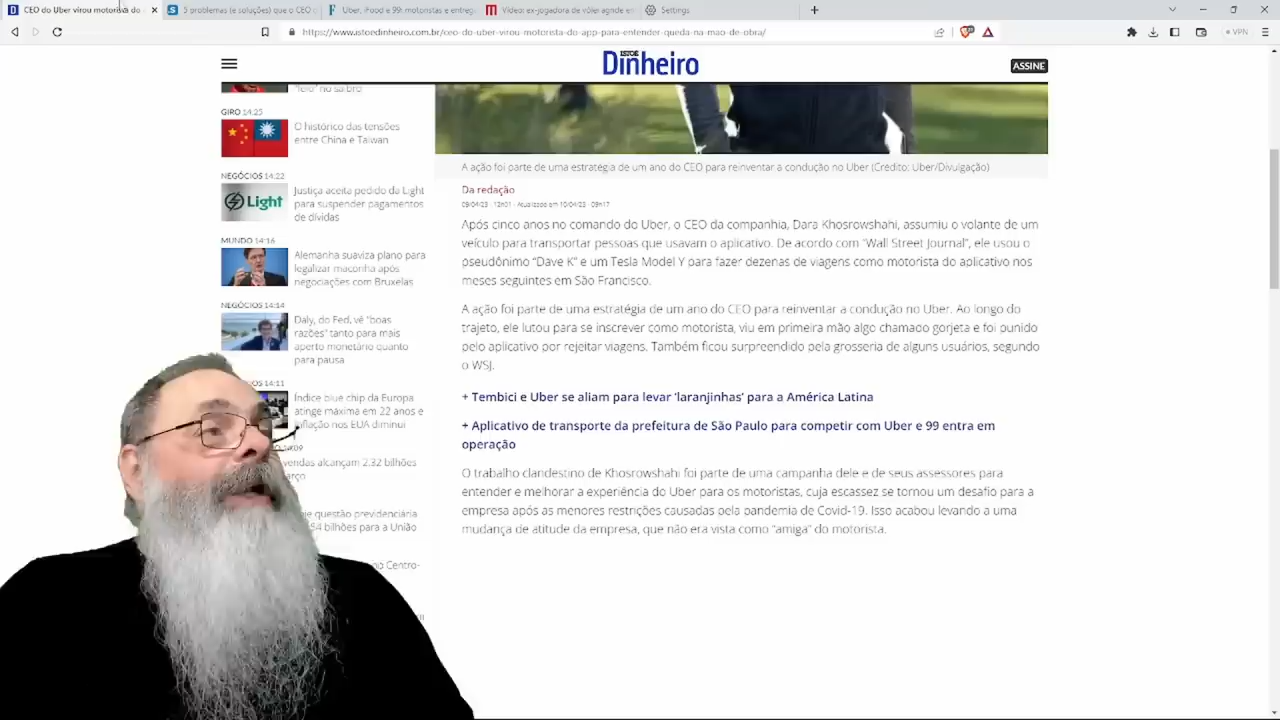 CEO do Uber virou motorista do
5 problemas (e soluções) que o CEO
Uber, iFood e 99: motoristas e entreg
Vídeo: ex-jogadora de vôlei agride en
Settings
https://www.istoedinheiro.com.br/ceo-do-uber-virou-motorista-do-app-para-entender-queda-na-mao-de-obra/
VPN
ISTOÉ
Dinheiro
ASSINE
"feio" no saibro
GIRO 14:25
O histórico das tensões
entre China e Taiwan
NEGÓCIOS 14:22
Light
Justiça aceita pedido da Light
para suspender pagamentos
de dívidas
MUNDO 14:16
Alemanha suaviza plano para
legalizar maconha após
negociações com Bruxelas
NEGÓCIOS 14:14
Daly, do Fed, vê "boas
razões" tanto para mais
aperto monetário quanto
para pausa
OS 14:11
Índice blue chip da Europa
atinge máxima em 22 anos e
inflação nos EUA diminui
O 14:09
vendas alcançam 2.32 bilhões
arço
je questão previdenciária
54 bilhões para a União
no Centro-
A ação foi parte de uma estratégia de um ano do CEO para reinventar a condução no Uber (Crédito: Uber/Divulgação)
Da redação
09/04/23 - 12h01 - Atualizado em 10/04/23 - 09h17
Após cinco anos no comando do Uber, o CEO da companhia, Dara Khosrowshahi, assumiu o volante de um
veículo para transportar pessoas que usavam o aplicativo. De acordo com "Wall Street Journal", ele usou o
pseudônimo "Dave K" e um Tesla Model Y para fazer dezenas de viagens como motorista do aplicativo nos
meses seguintes em São Francisco.
A ação foi parte de uma estratégia de um ano do CEO para reinventar a condução no Uber. Ao longo do
trajeto, ele lutou para se inscrever como motorista, viu em primeira mão algo chamado gorjeta e foi punido
pelo aplicativo por rejeitar viagens. Também ficou surpreendido pela grosseria de alguns usuários, segundo
o WSJ.
+ Tembici e Uber se aliam para levar 'laranjinhas' para a América Latina
+ Aplicativo de transporte da prefeitura de São Paulo para competir com Uber e 99 entra em
operação
O trabalho clandestino de Khosrowshahi foi parte de uma campanha dele e de seus assessores para
entender e melhorar a experiência do Uber para os motoristas, cuja escassez se tornou um desafio para a
empresa após as menores restrições causadas pela pandemia de Covid-19. Isso acabou levando a uma
mudança de atitude da empresa, que não era vista como "amiga" do motorista.